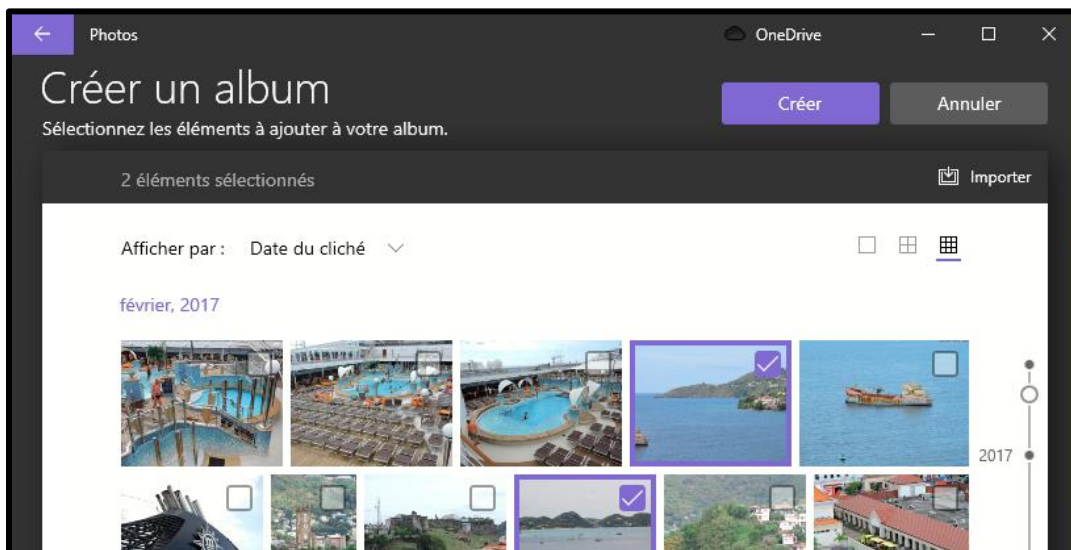 Photos
OneDrive
Créer un album
Créer
Annuler
Sélectionnez les éléments à ajouter à votre album.
2 éléments sélectionnés
Importer
Afficher par : Date du cliché
février, 2017
2017